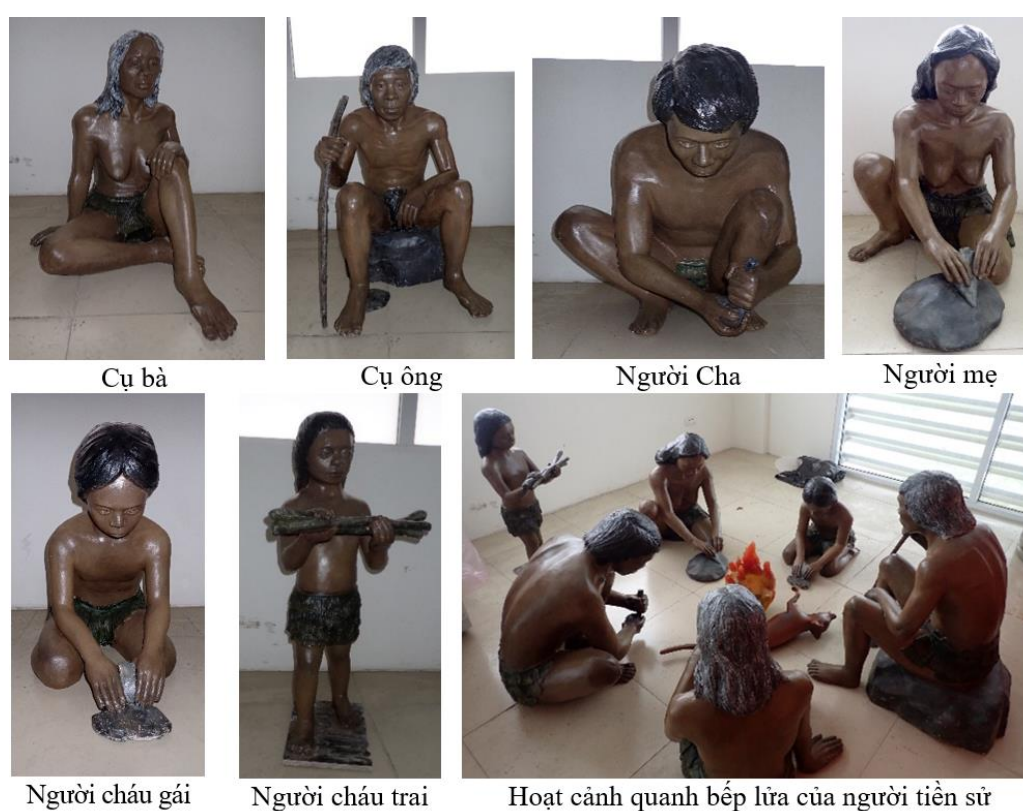 Cụ bà
Cụ ông
Người Cha
Người mẹ
Người cháu gái
Người cháu trai
Hoạt cảnh quanh bếp lửa của người tiền sử